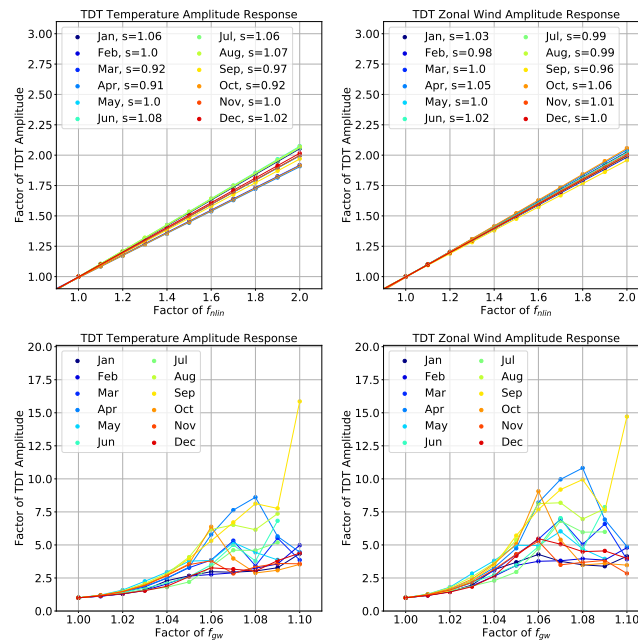 TDT Temperature Amplitude Response
3.00
2.75
2.50
2.25
2.00
1.75
1.50
1.25
1.00
Factor of TDT Amplitude
Jan, s=1.06
Feb, s=1.0
Mar, s=0.92
Apr, s=0.91
May, s=1.0
Jun, s=1.08
Jul, s=1.06
Aug, s=1.07
Sep, s=0.97
Oct, s=0.92
Nov, s=1.0
Dec, s=1.02
1.0 1.2 1.4 1.6 1.8 2.0
Factor of f_nlin
TDT Zonal Wind Amplitude Response
3.00
2.75
2.50
2.25
2.00
1.75
1.50
1.25
1.00
Factor of TDT Amplitude
Jan, s=1.03
Feb, s=0.98
Mar, s=1.0
Apr, s=1.05
May, s=1.0
Jun, s=1.02
Jul, s=0.99
Aug, s=0.99
Sep, s=0.96
Oct, s=1.06
Nov, s=1.01
Dec, s=1.0
1.0 1.2 1.4 1.6 1.8 2.0
Factor of f_nlin
TDT Temperature Amplitude Response
20.0
17.5
15.0
12.5
10.0
7.5
5.0
2.5
0.0
Factor of TDT Amplitude
Jan
Feb
Mar
Apr
May
Jun
Jul
Aug
Sep
Oct
Nov
Dec
1.00 1.02 1.04 1.06 1.08 1.10
Factor of f_gw
TDT Zonal Wind Amplitude Response
20.0
17.5
15.0
12.5
10.0
7.5
5.0
2.5
0.0
Factor of TDT Amplitude
Jan
Feb
Mar
Apr
May
Jun
Jul
Aug
Sep
Oct
Nov
Dec
1.00 1.02 1.04 1.06 1.08 1.10
Factor of f_gw